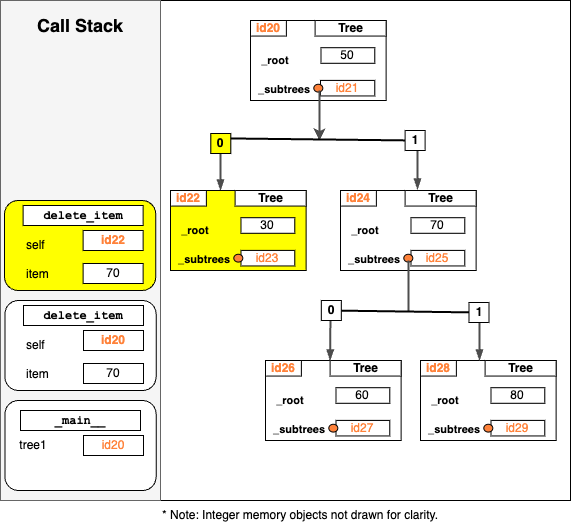 Call Stack
delete_item
self id22
item 70
delete_item
self id20
item 70
_main__
tree1 id20
id20 Tree
_root 50
_subtrees id21
0 1
id22 Tree
_root 30
_subtrees id23
id24 Tree
_root 70
_subtrees id25
0 1
id26 Tree
_root 60
_subtrees id27
id28 Tree
_root 80
_subtrees id29
* Note: Integer memory objects not drawn for clarity.